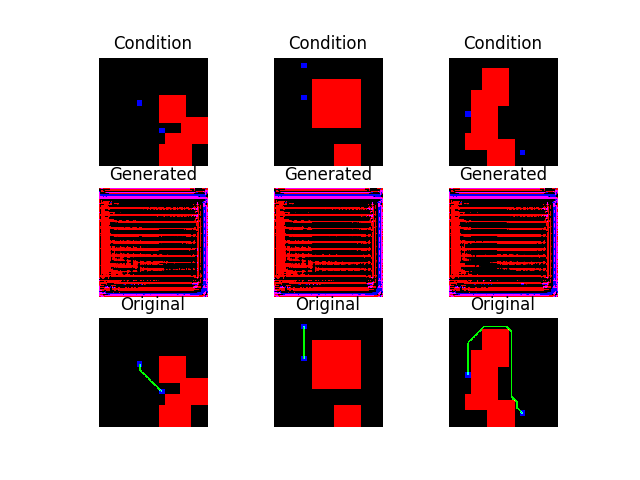 Condition
Condition
Condition
Generated
Generated
Generated
Original
Original
Original